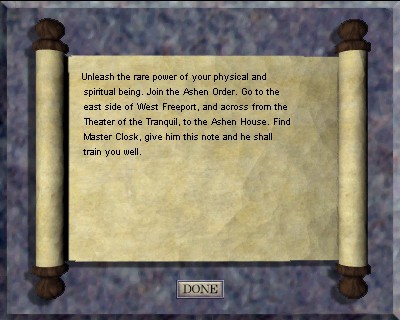 Unleash the rare power of your physical and
spiritual being. Join the Ashen Order. Go to the
east side of West Freeport, and across from the
Theater of the Tranquil, to the Ashen House. Find
Master Closk, give him this note and he shall
train you well.
DONE